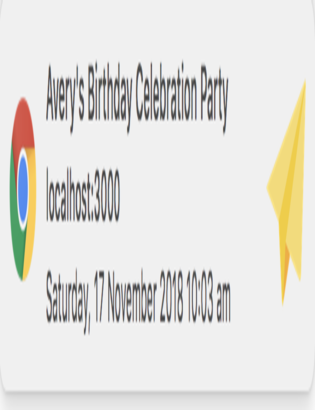 Avery's Birthday Celebration Party
localhost:3000
Saturday, 17 November 2018 10:03 am